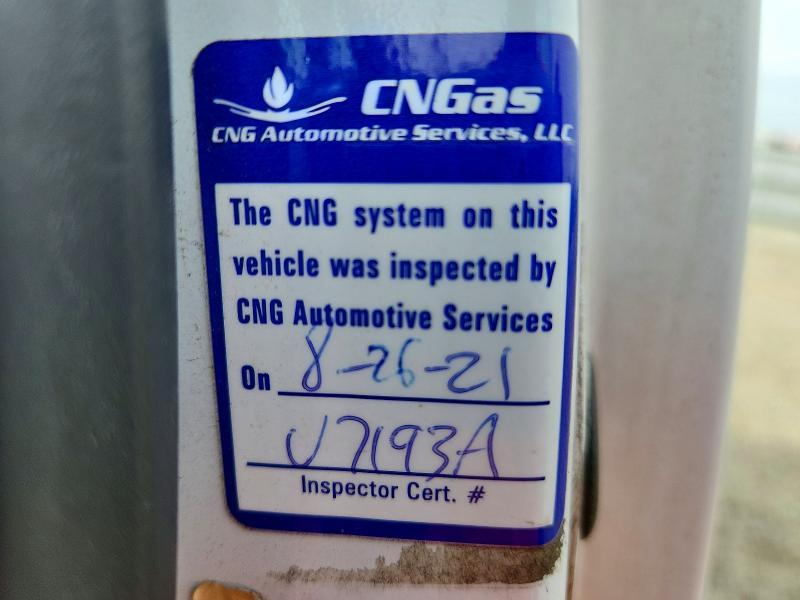 CNGas
CNG Automotive Services, LLC
The CNG system on this
vehicle was inspected by
CNG Automotive Services
On 8-26-21
U7193A
Inspector Cert. #